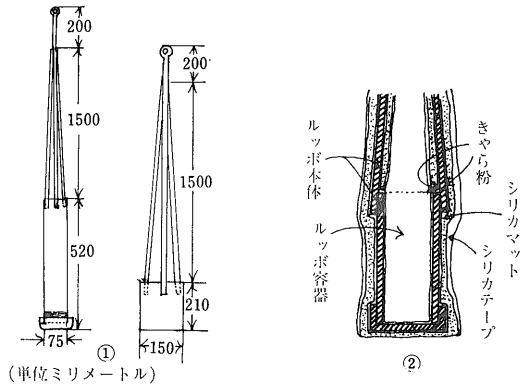 200
1500
520
75
①
(単位ミリメートル)
200
1500
210
150
ルッボ本体
ルッボ容器
きゃら粉
シリカマット
シリカテープ
②